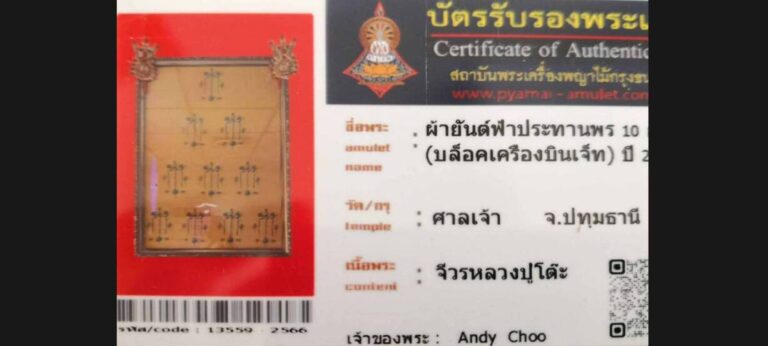 บัตรรับรองพระเ
Certificate of Authentic
สถาบันพระเครื่องพญาไม้กรุงธน
www.pyamai-amulet.com
ชื่อพระ : ผ้ายันต์ฟ้าประทานพร 10
amulet name
(บล็อคเครื่องบินเจ็ท) ปี 2
วัด/กรุ : ศาลเจ้า จ.ปทุมธานี
temple
เนื้อพระ : จีวรหลวงปู่โต๊ะ
content
รหัส/code : 13559 2566
เจ้าของพระ : Andy Choo